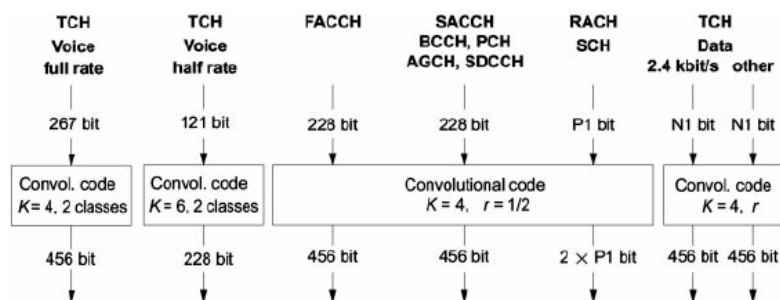 TCH TCH FACCH SACCH RACH TCH
Voice Voice BCCH, PCH SCH Data
full rate half rate AGCH, SDCCH 2.4 kbit/s other
267 bit 121 bit 228 bit 228 bit P1 bit N1 bit N1 bit
Convol. code Convol. code Convolutional code Convol. code
K= 4, 2 classes K= 6, 2 classes K = 4, r = 1/2 K = 4, r
456 bit 228 bit 456 bit 456 bit 2 × P1 bit 456 bit 456 bit